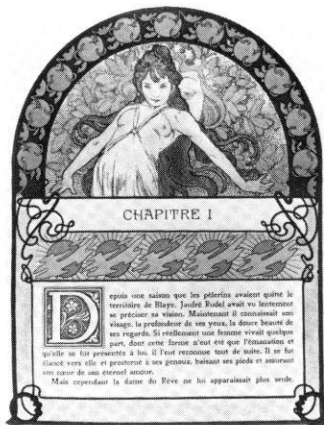 CHAPITRE I
Depuis une saison que les pèlerins avaient quitté le
territoire de Blaye, Jaufré Rudel avait vu lentement
se préciser sa vision. Maintenant il connaissait son
visage, la profondeur de ses yeux, la douce beauté de
ses regards. Si réellement une femme vivait quelque
part, dont cette forme n'eut été que l'émanation et
qu'elle se fut présentée à lui, il l'eut reconnue tout de suite. Il se fut
élancé vers elle et prosterné à ses genoux, baisant ses pieds et assurant
son cœur de son éternel amour.
Mais cependant la dame du Rêve ne lui apparaissait plus seule.